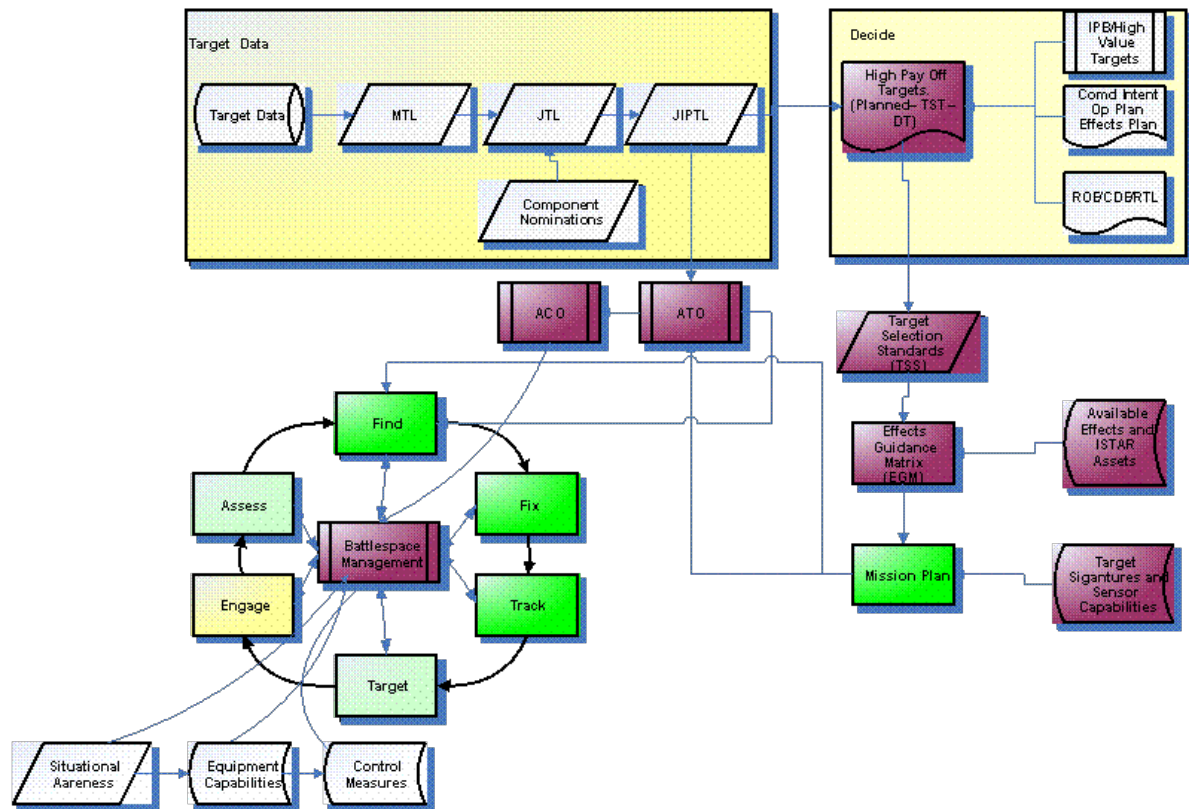 Target Data
Target Data
MTL
JTL
JIPTL
Component
Nominations
Decide
High Pay Off
Targets.
(Planned– TST –
DT)
IPB/High
Value
Targets
Comd Intent
Op Plan
Effects Plan
ROB/CDB/RTL
ACO
ATO
Target
Selection
Standards
(TSS)
Effects
Guidance
Matrix
(EGM)
Available
Effects and
ISTAR
Assets
Mission Plan
Target
Sigantures and
Sensor
Capabilities
Find
Fix
Track
Target
Engage
Assess
Battlespace
Management
Situational
Aareness
Equipment
Capabilities
Control
Measures